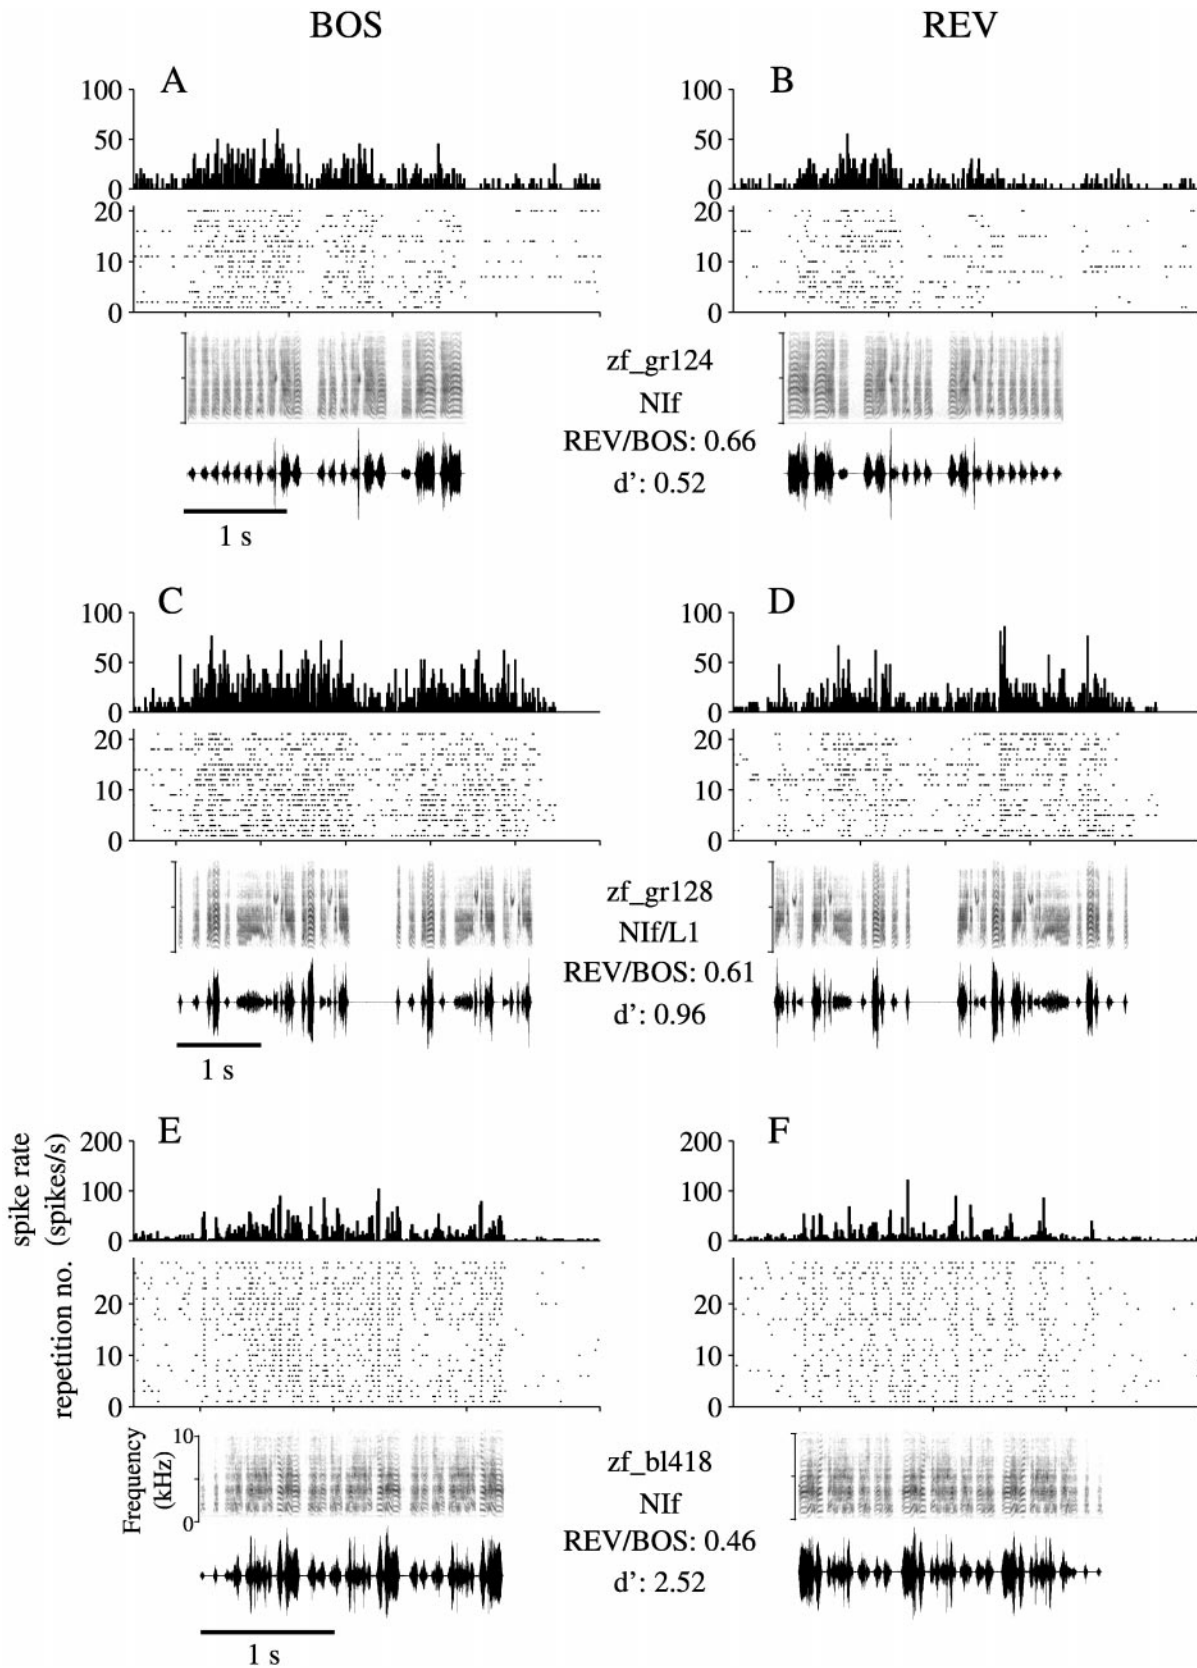 BOS
REV
A
B
100
50
0
100
50
0
20
10
0
20
10
0
zf_gr124
NIf
REV/BOS: 0.66
d’: 0.52
1 s
C
D
100
50
0
100
50
0
20
10
0
20
10
0
zf_gr128
NIf/L1
REV/BOS: 0.61
d’: 0.96
1 s
E
F
spike rate
(spikes/s)
200
100
0
200
100
0
repetition no.
20
10
0
20
10
0
Frequency
(kHz)
10
0
zf_bl418
NIf
REV/BOS: 0.46
d’: 2.52
1 s